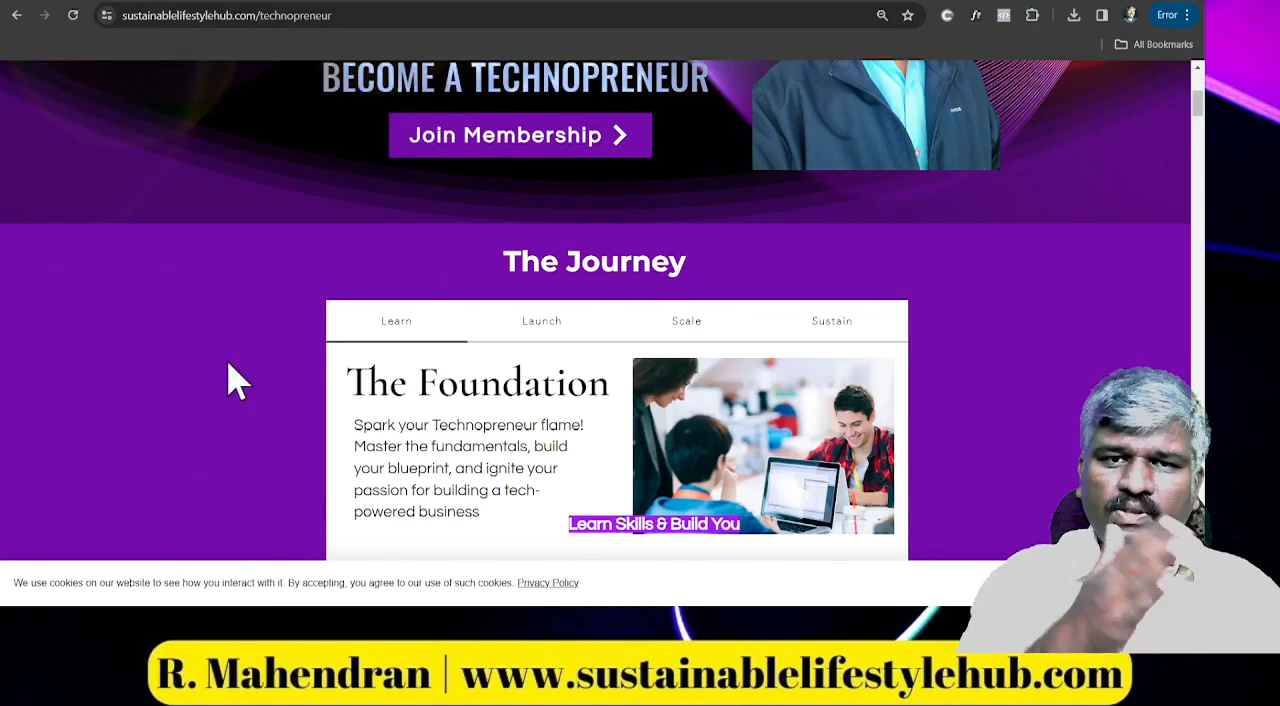 sustainablelifestylehub.com/technopreneur
Error
All Bookmarks
BECOME A TECHNOPRENEUR
Join Membership
The Journey
Learn Launch Scale Sustain
The Foundation
Spark your Technopreneur flame!
Master the fundamentals, build
your blueprint, and ignite your
passion for building a tech-
powered business
Learn Skills & Build You
We use cookies on our website to see how you interact with it. By accepting, you agree to our use of such cookies. Privacy Policy
R. Mahendran | www.sustainablelifestylehub.com